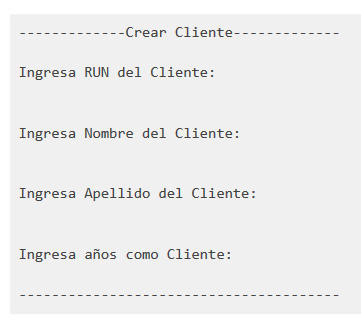 -------------Crear Cliente-------------
Ingresa RUN del Cliente:
Ingresa Nombre del Cliente:
Ingresa Apellido del Cliente:
Ingresa años como Cliente:
---------------------------------------